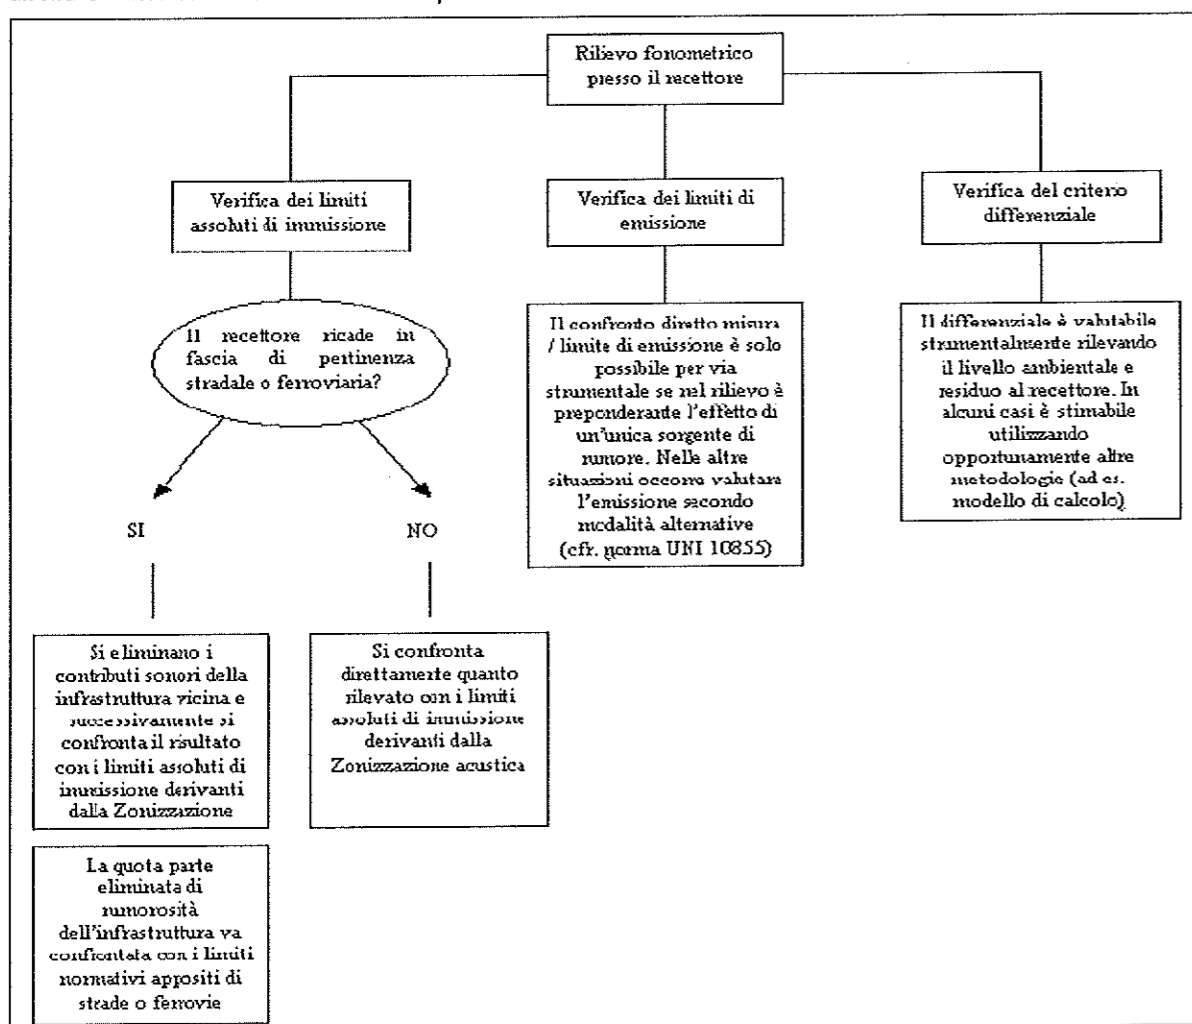 Rilievo fonometrico
presso il recettore
Verifica dei limiti
assoluti di immissione
Verifica dei limiti di
emissione
Verifica del criterio
differenziale
Il recettore ricade in
fascia di pertinenza
stradale o ferroviaria?
Il confronto diretto misura
/ limite di emissione è solo
possibile per via
strumentale se nel rilievo è
preponderante l'effetto di
un'unica sorgente di
rumore. Nelle altre
situazioni occorre valutare
l'emissione secondo
modalità alternative
(cfr. norma UNI 10855)
Il differenziale è valutabile
strumentalmente rilevando
il livello ambientale e
residuo al recettore. In
alcuni casi è stimabile
utilizzando
opportunamente altre
metodologie (ad es.
modello di calcolo)
SI
NO
Si eliminano i
contributi sonori della
infrastruttura vicina e
successivamente si
confronta il risultato
con i limiti assoluti di
immissione derivanti
dalla Zonizzazione
Si confronta
direttamente quanto
rilevato con i limiti
assoluti di immissione
derivanti dalla
Zonizzazione acustica
La quota parte
eliminata di
rumorosità
dell'infrastruttura va
confrontata con i limiti
normativi appositi di
strade o ferrovie